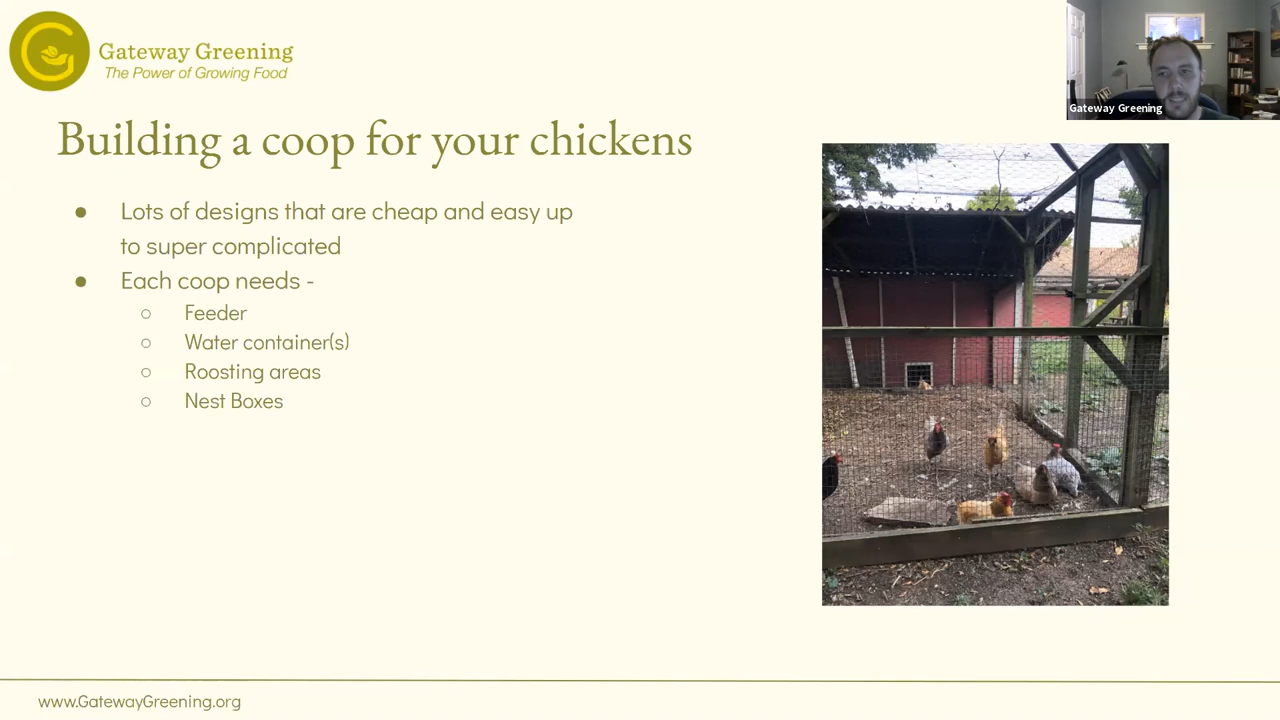 Gateway Greening
The Power of Growing Food
Gateway Greening
Building a coop for your chickens
● Lots of designs that are cheap and easy up
to super complicated
● Each coop needs -
○ Feeder
○ Water container(s)
○ Roosting areas
○ Nest Boxes
www.GatewayGreening.org